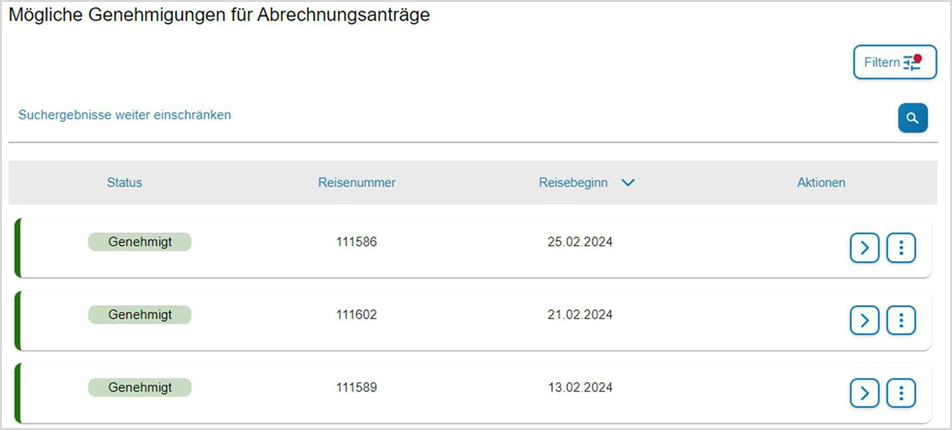 Mögliche Genehmigungen für Abrechnungsanträge
Filtern
Suchergebnisse weiter einschränken
Status Reisenummer Reisebeginn Aktionen
Genehmigt 111586 25.02.2024
Genehmigt 111602 21.02.2024
Genehmigt 111589 13.02.2024